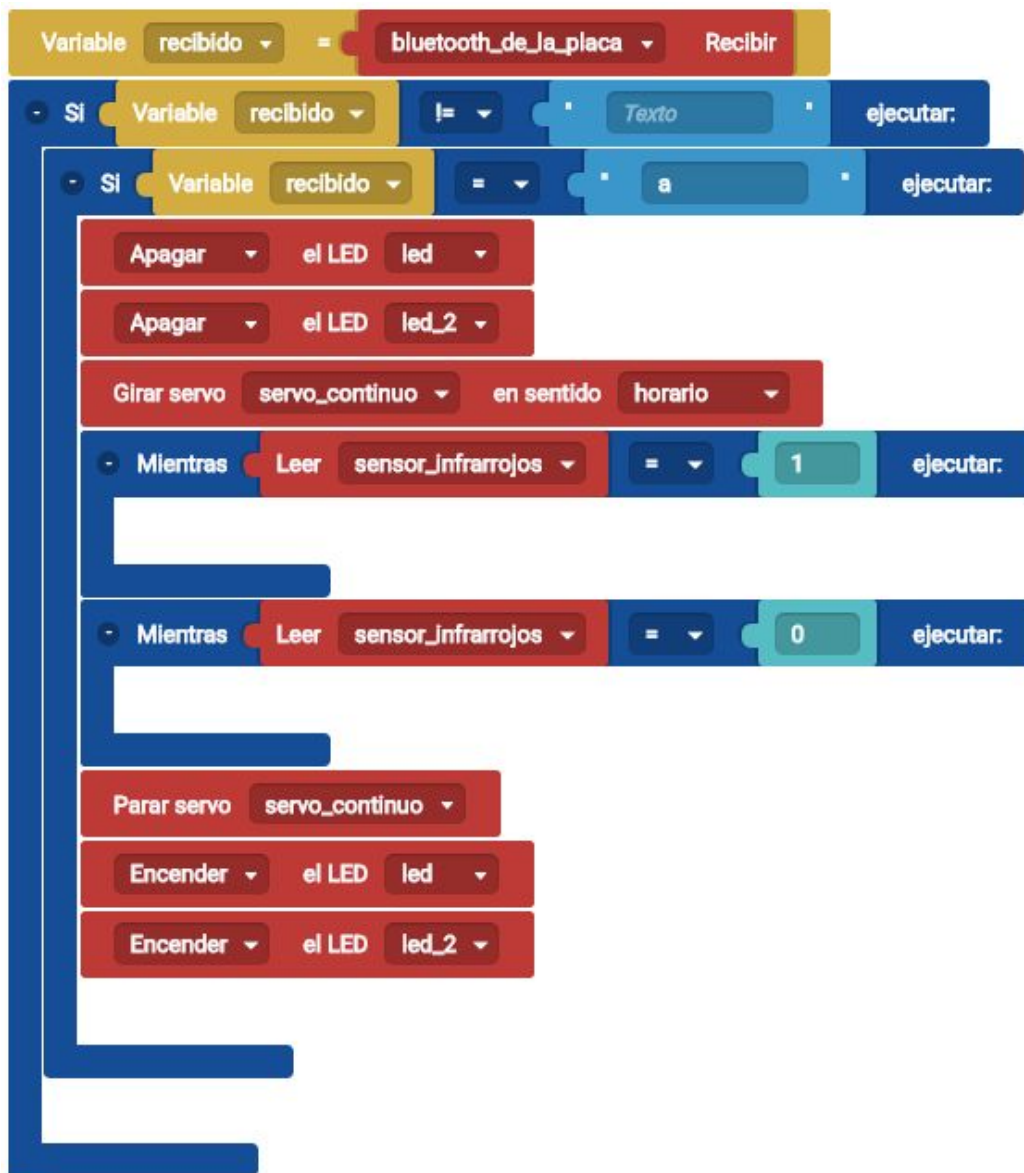 Variable recibido = bluetooth_de_la_placa Recibir
- Si Variable recibido != " Texto " ejecutar:
- Si Variable recibido = " a " ejecutar:
Apagar el LED led
Apagar el LED led_2
Girar servo servo_continuo en sentido horario
- Mientras Leer sensor_infrarrojos = 1 ejecutar:
- Mientras Leer sensor_infrarrojos = 0 ejecutar:
Parar servo servo_continuo
Encender el LED led
Encender el LED led_2